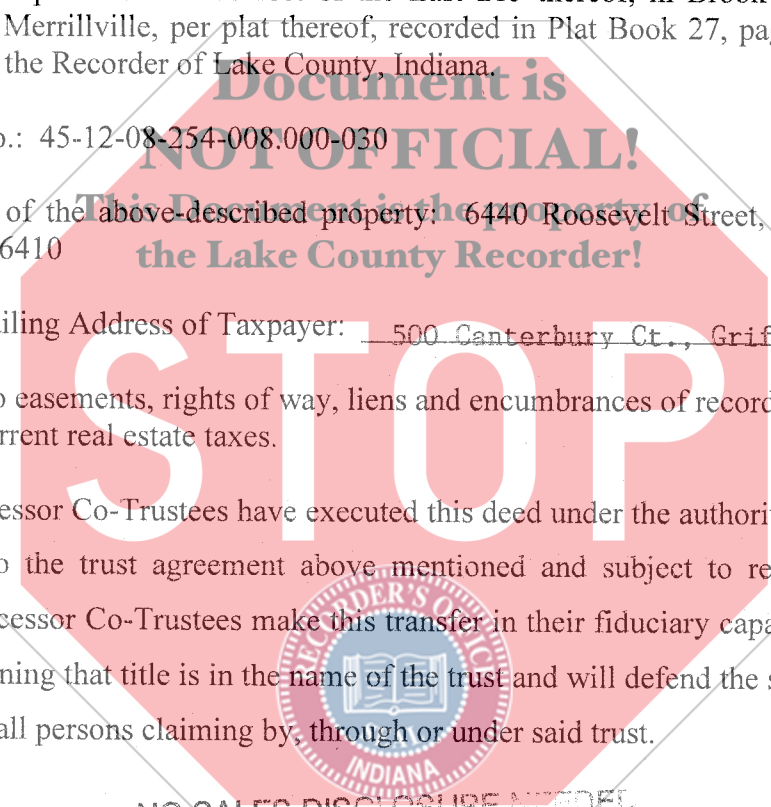 Merrillville, per plat thereof, recorded in Plat Book 27,
the Recorder of Lake County, Indiana.
Document is
45-12-08-254-008.000-030
NOT OFFICIAL!
of the above-described property: 6440 Roosevelt Street,
This Document is the property of
6410
the Lake County Recorder!
Address of Taxpayer: 500 Canterbury Ct., Grif
STOP
easements, rights of way, liens and encumbrances of record
rrent real estate taxes.
essor Co-Trustees have executed this deed under the authori
the trust agreement above mentioned and subject to re
RECORDER'S OFFICE
cessor Co-Trustees make this transfer in their fiduciary capa
ning that title is in the name of the trust and will defend the
all persons claiming by, through or under said trust.
INDIANA
NO SALES DISCLOSURE